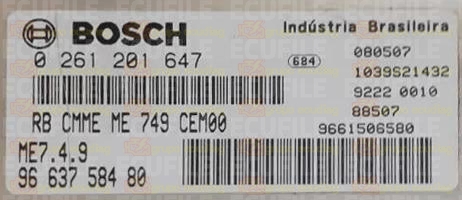 BOSCH
Indústria Brasileira
0 261 201 647
684
080507
1039S21432
9222 0010
88507
RB CMME ME 749 CEM00
9661506580
ME7.4.9
96 637 584 80
ECUFILE